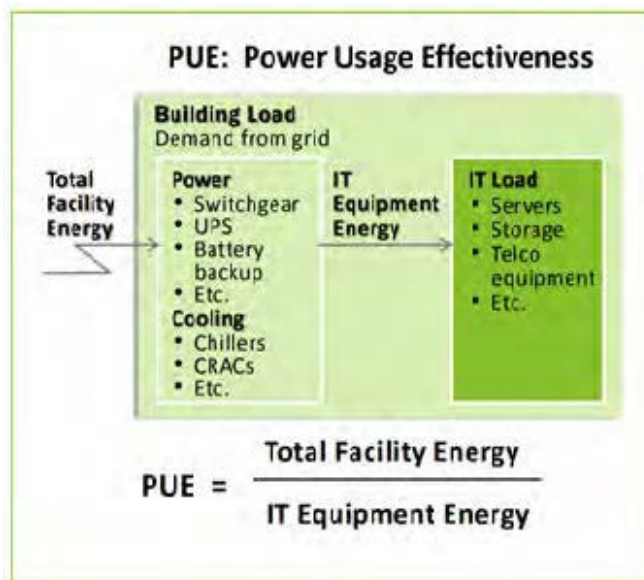 PUE: Power Usage Effectiveness
Building Load
Demand from grid
Total
Facility
Energy
Power
• Switchgear
• UPS
• Battery
backup
• Etc.
Cooling
• Chillers
• CRACs
• Etc.
IT
Equipment
Energy
IT Load
• Servers
• Storage
• Telco
equipment
• Etc.
PUE =
Total Facility Energy
IT Equipment Energy